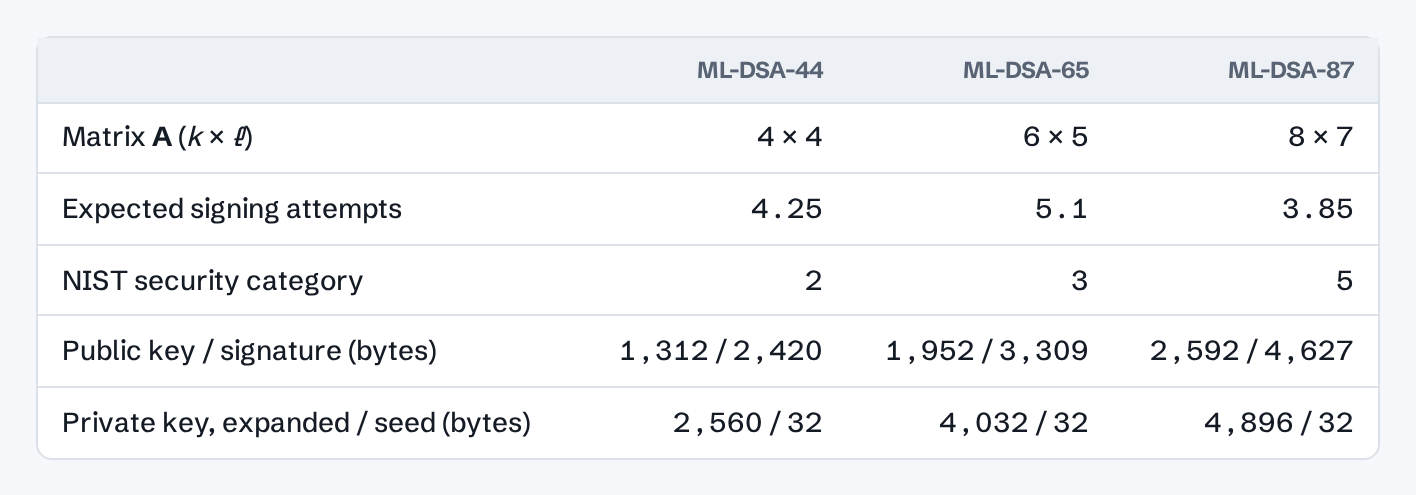 ML-DSA-44 ML-DSA-65 ML-DSA-87
Matrix A (k × ℓ) 4 × 4 6 × 5 8 × 7
Expected signing attempts 4.25 5.1 3.85
NIST security category 2 3 5
Public key / signature (bytes) 1,312 / 2,420 1,952 / 3,309 2,592 / 4,627
Private key, expanded / seed (bytes) 2,560 / 32 4,032 / 32 4,896 / 32